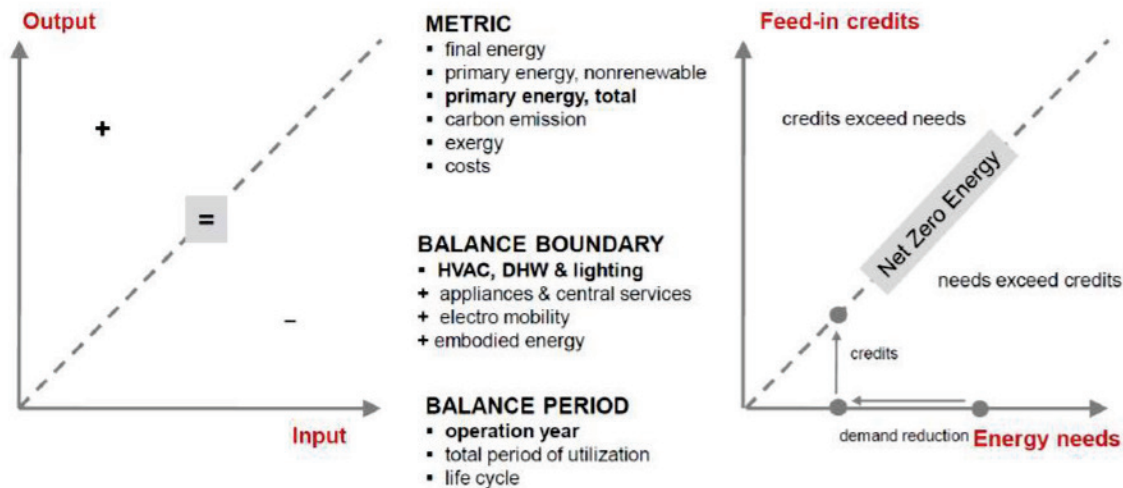 Output
+
=
−
Input
METRIC
▪ final energy
▪ primary energy, nonrenewable
▪ primary energy, total
▪ carbon emission
▪ exergy
▪ costs
BALANCE BOUNDARY
▪ HVAC, DHW & lighting
+ appliances & central services
+ electro mobility
+ embodied energy
BALANCE PERIOD
▪ operation year
▪ total period of utilization
▪ life cycle
Feed-in credits
credits exceed needs
Net Zero Energy
needs exceed credits
credits
demand reduction
Energy needs